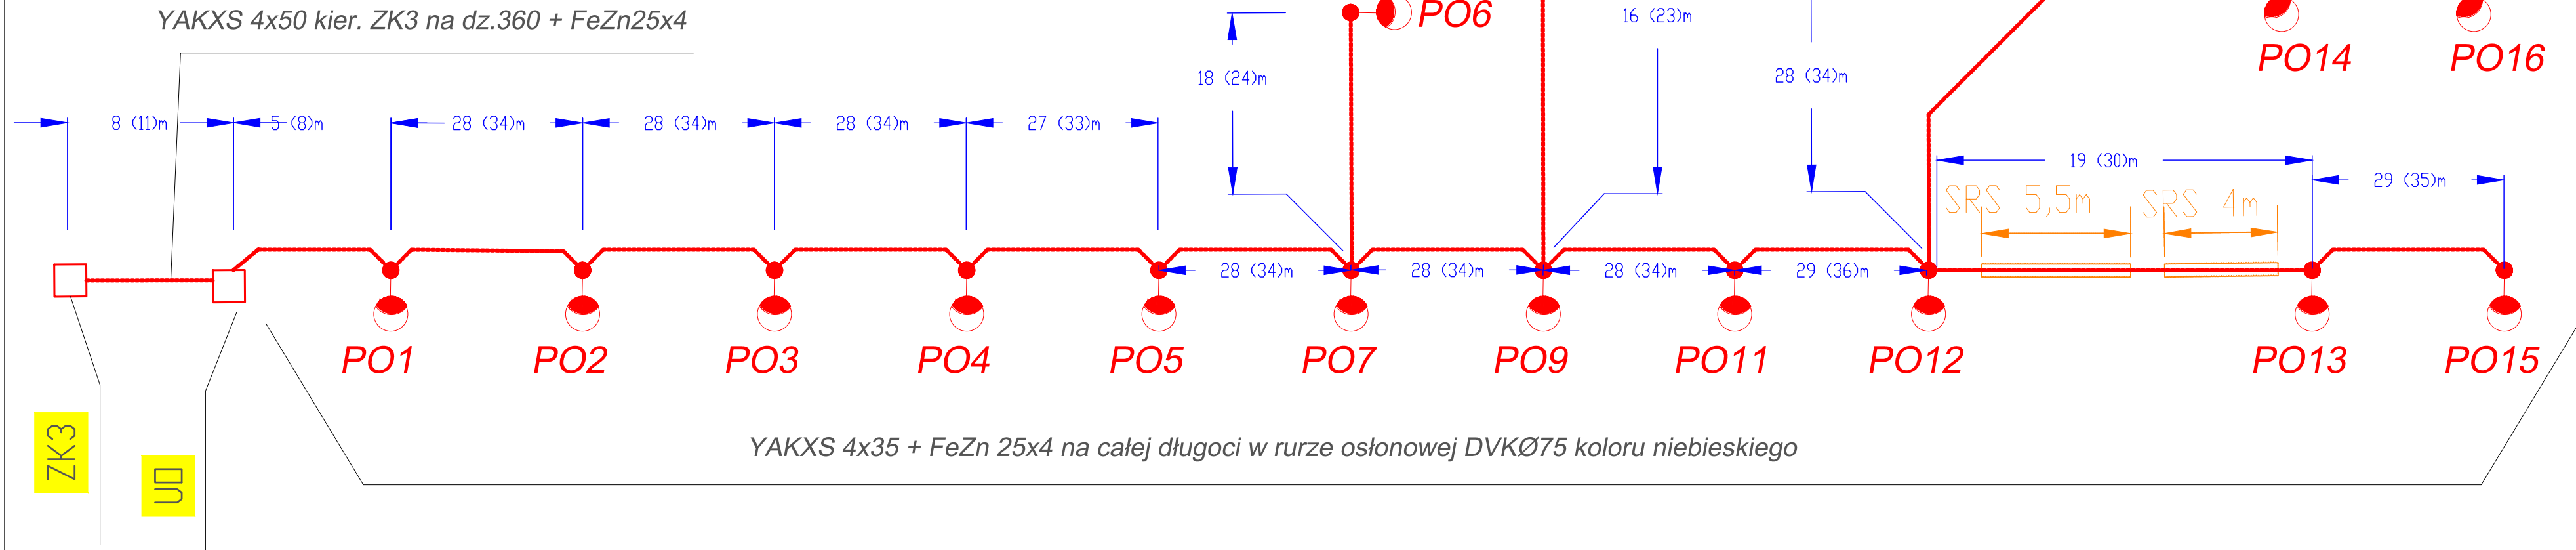 YAKXS 4x50 kier. ZK3 na dz.360 + FeZn25x4
PO6
16 (23)m
PO14
PO16
18 (24)m
28 (34)m
8 (11)m
5 (8)m
28 (34)m
28 (34)m
28 (34)m
27 (33)m
19 (30)m
29 (35)m
SRS 5,5m
SRS 4m
28 (34)m
28 (34)m
28 (34)m
29 (36)m
PO1
PO2
PO3
PO4
PO5
PO7
PO9
PO11
PO12
PO13
PO15
ZK3
UO
YAKXS 4x35 + FeZn 25x4 na całej długoci w rurze osłonowej DVKØ75 koloru niebieskiego